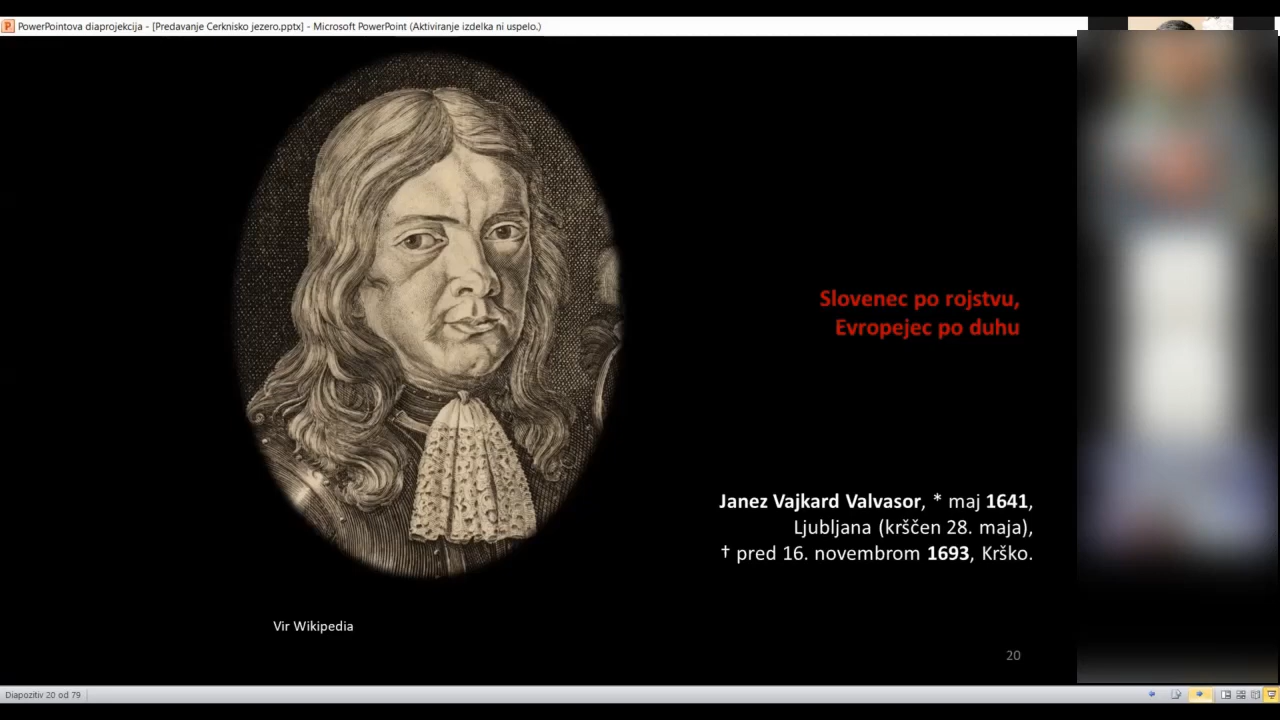 PowerPointova diaprojekcija - [Predavanje Cerknisko jezero.pptx] - Microsoft PowerPoint (Aktiviranje izdelka ni uspelo.)
Slovenec po rojstvu,
Evropejec po duhu
Janez Vajkard Valvasor, * maj 1641,
Ljubljana (krščen 28. maja),
† pred 16. novembrom 1693, Krško.
Vir Wikipedia
20
Diapozitiv 20 od 79